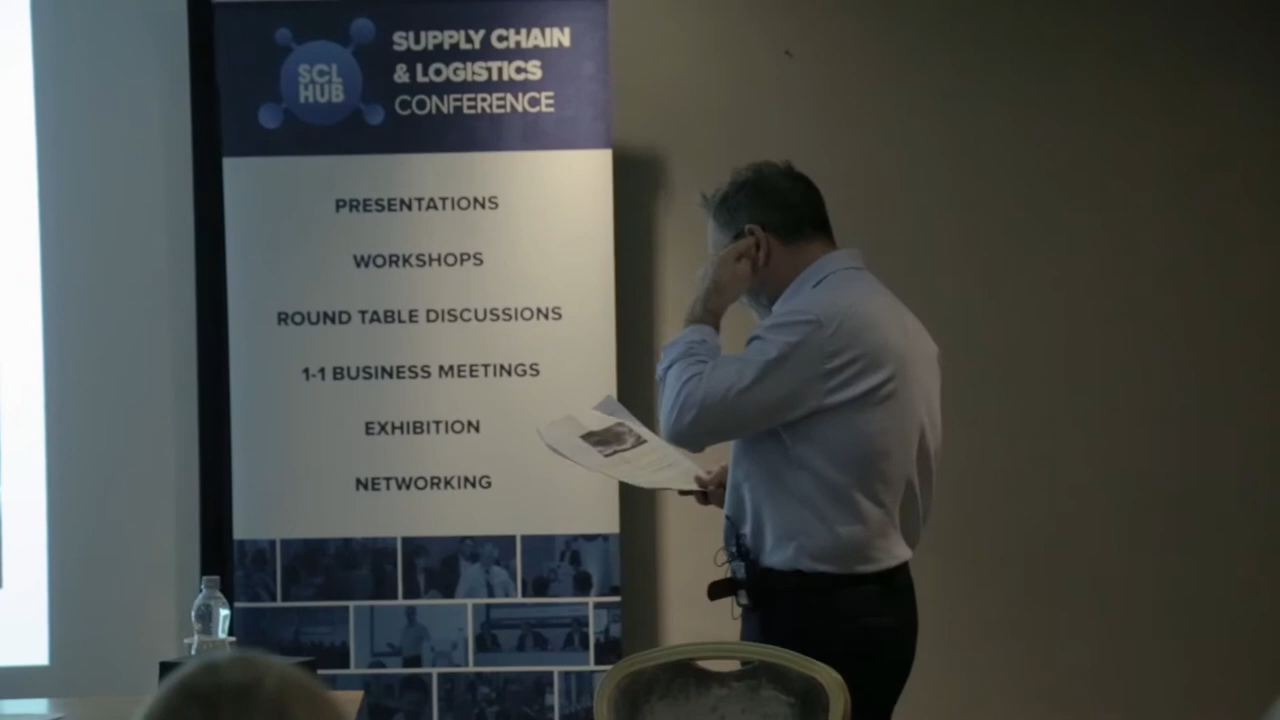 SCL
HUB
SUPPLY CHAIN
& LOGISTICS
CONFERENCE
PRESENTATIONS
WORKSHOPS
ROUND TABLE DISCUSSIONS
1-1 BUSINESS MEETINGS
EXHIBITION
NETWORKING